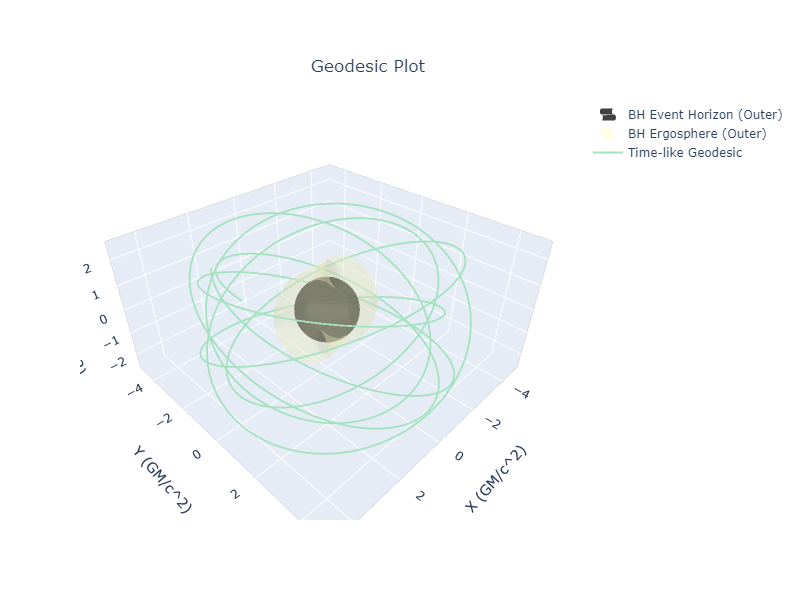 Geodesic Plot
BH Event Horizon (Outer)
BH Ergosphere (Outer)
Time-like Geodesic
2
1
0
−1
−2
−4
−2
0
2
Y (GM/c^2)
−4
−2
0
2
X (GM/c^2)